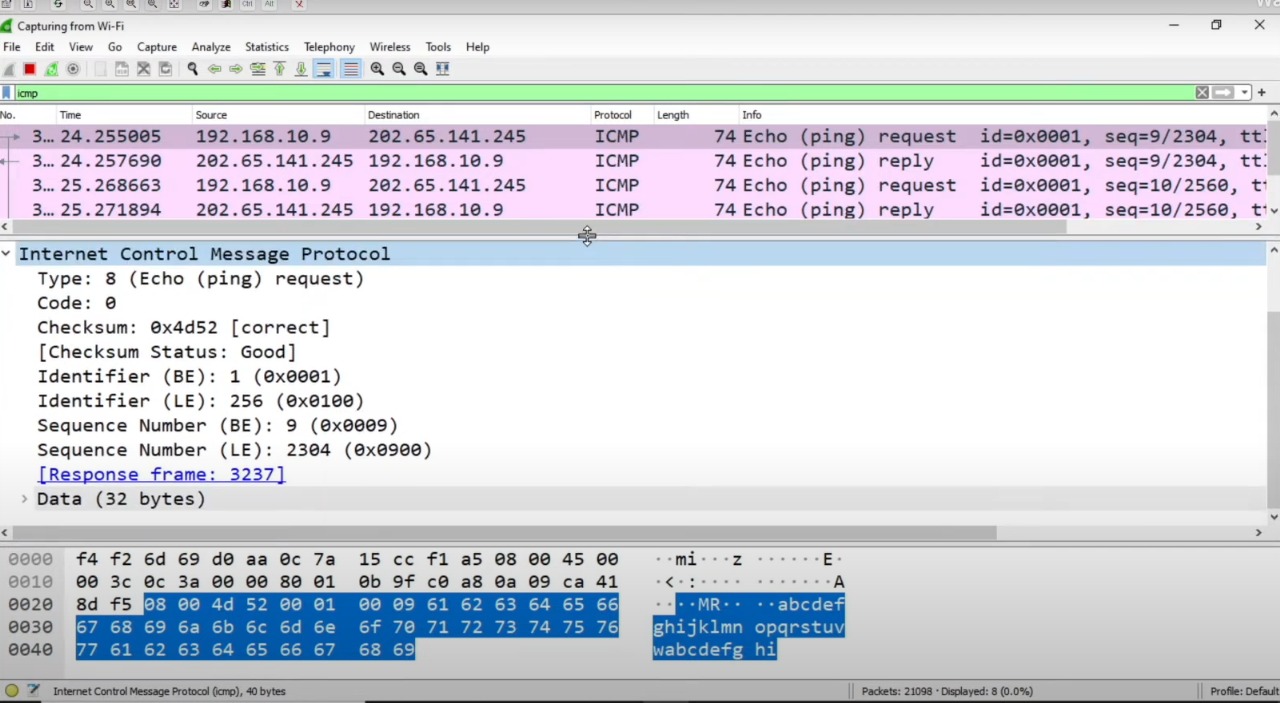 Capturing from Wi-Fi
File Edit View Go Capture Analyze Statistics Telephony Wireless Tools Help
icmp
No. Time Source Destination Protocol Length Info
3… 24.255005 192.168.10.9 202.65.141.245 ICMP 74 Echo (ping) request id=0x0001, seq=9/2304, ttl
3… 24.257690 202.65.141.245 192.168.10.9 ICMP 74 Echo (ping) reply id=0x0001, seq=9/2304, ttl
3… 25.268663 192.168.10.9 202.65.141.245 ICMP 74 Echo (ping) request id=0x0001, seq=10/2560, t
3… 25.271894 202.65.141.245 192.168.10.9 ICMP 74 Echo (ping) reply id=0x0001, seq=10/2560, t
Internet Control Message Protocol
Type: 8 (Echo (ping) request)
Code: 0
Checksum: 0x4d52 [correct]
[Checksum Status: Good]
Identifier (BE): 1 (0x0001)
Identifier (LE): 256 (0x0100)
Sequence Number (BE): 9 (0x0009)
Sequence Number (LE): 2304 (0x0900)
[Response frame: 3237]
Data (32 bytes)
0000 f4 f2 6d 69 d0 aa 0c 7a 15 cc f1 a5 08 00 45 00 ··mi···z ······E·
0010 00 3c 0c 3a 00 00 80 01 0b 9f c0 a8 0a 09 ca 41 ·<·:···· ·······A
0020 8d f5 08 00 4d 52 00 01 00 09 61 62 63 64 65 66 ····MR·· ··abcdef
0030 67 68 69 6a 6b 6c 6d 6e 6f 70 71 72 73 74 75 76 ghijklmn opqrstuv
0040 77 61 62 63 64 65 66 67 68 69 wabcdefg hi
Internet Control Message Protocol (icmp), 40 bytes Packets: 21098 · Displayed: 8 (0.0%) Profile: Default